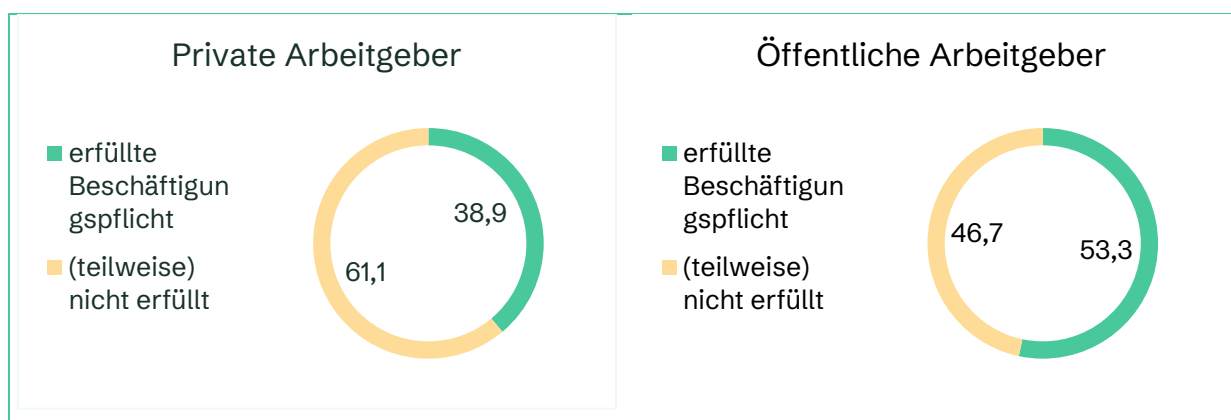 Private Arbeitgeber
erfüllte
Beschäftigun
gspflicht
(teilweise)
nicht erfüllt
38,9
61,1
Öffentliche Arbeitgeber
erfüllte
Beschäftigun
gspflicht
(teilweise)
nicht erfüllt
46,7
53,3